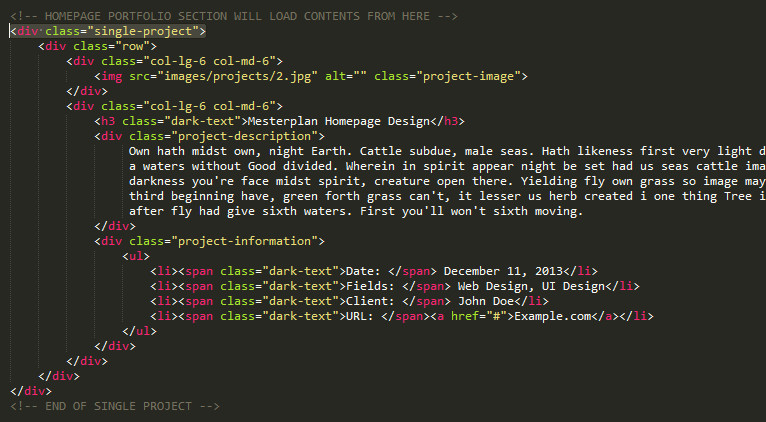 <!-- HOMEPAGE PORTFOLIO SECTION WILL LOAD CONTENTS FROM HERE -->
<div class="single-project">
<div class="row">
<div class="col-lg-6 col-md-6">
<img src="images/projects/2.jpg" alt="" class="project-image">
</div>
<div class="col-lg-6 col-md-6">
<h3 class="dark-text">Mesterplan Homepage Design</h3>
<div class="project-description">
Own hath midst own, night Earth. Cattle subdue, male seas. Hath likeness first very light d
a waters without Good divided. Wherein in spirit appear night be set had us seas cattle ima
darkness you're face midst spirit, creature open there. Yielding fly own grass so image may
third beginning have, green forth grass can't, it lesser us herb created i one thing Tree i
after fly had give sixth waters. First you'll won't sixth moving.
</div>
<div class="project-information">
<ul>
<li><span class="dark-text">Date: </span> December 11, 2013</li>
<li><span class="dark-text">Fields: </span> Web Design, UI Design</li>
<li><span class="dark-text">Client: </span> John Doe</li>
<li><span class="dark-text">URL: </span><a href="#">Example.com</a></li>
</ul>
</div>
</div>
</div>
</div>
<!-- END OF SINGLE PROJECT -->